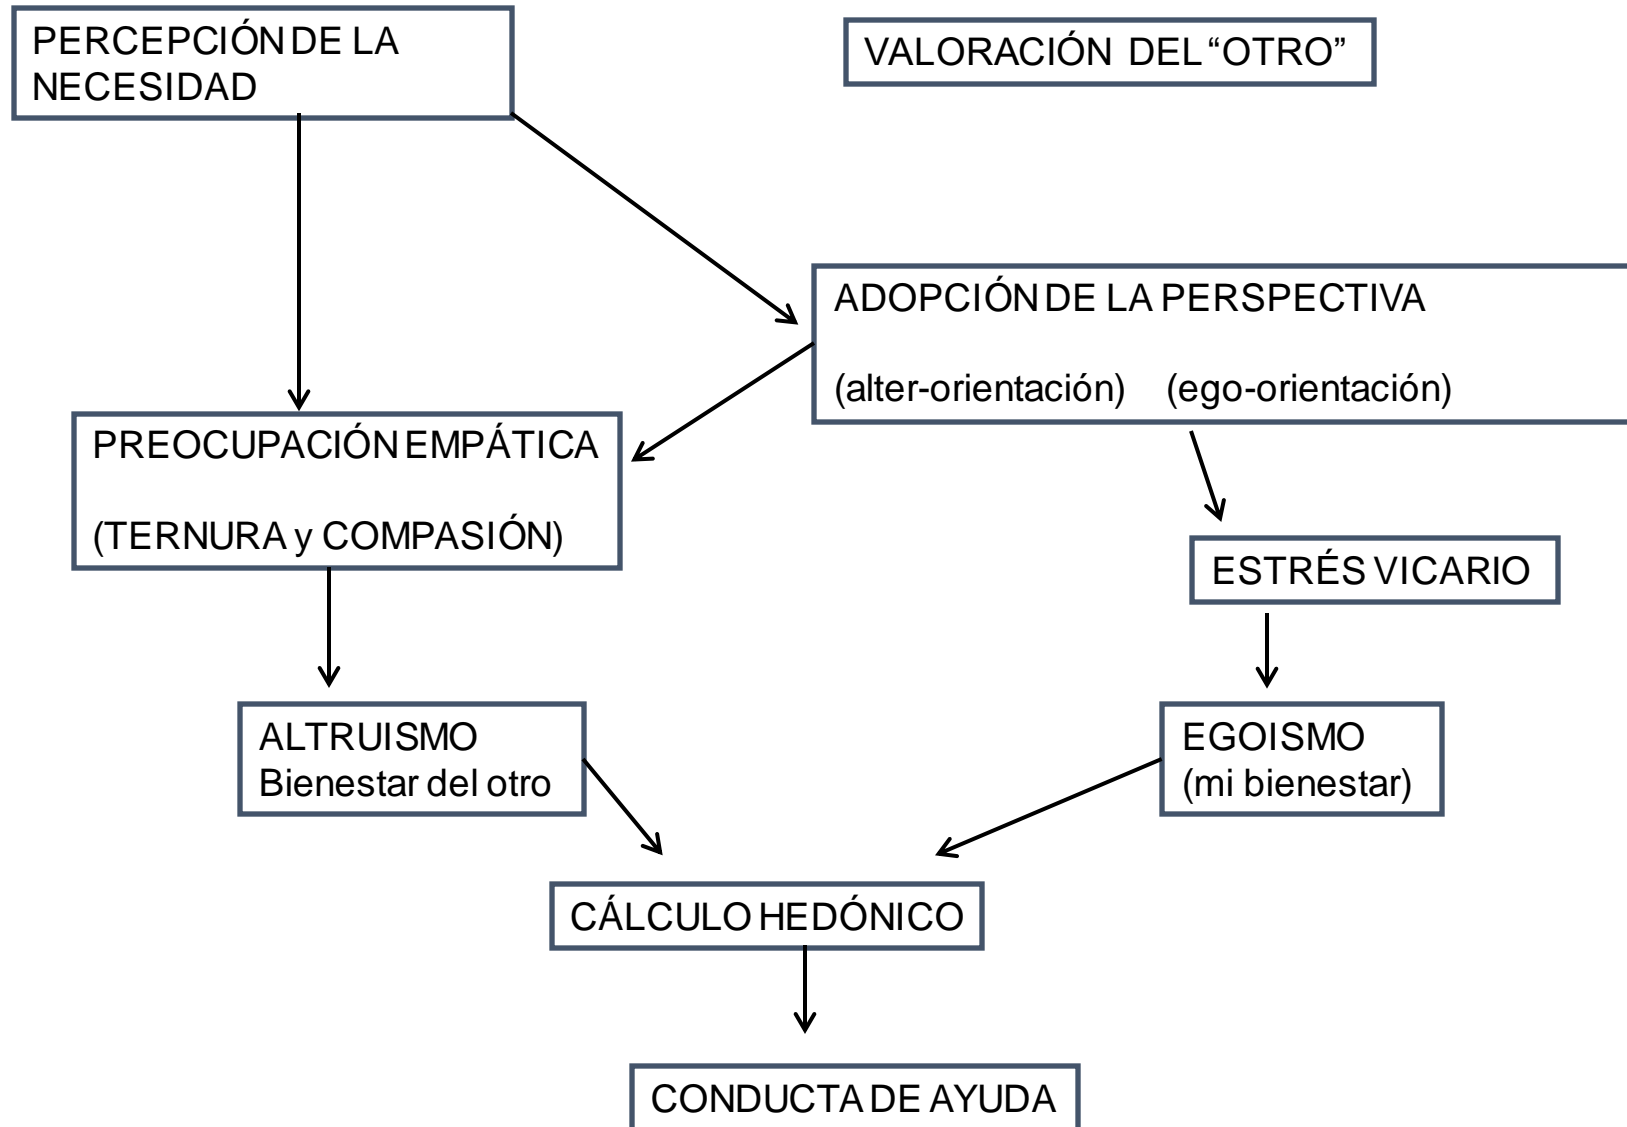 PERCEPCIÓN DE LA
NECESIDAD
VALORACIÓN DEL “OTRO”
ADOPCIÓN DE LA PERSPECTIVA
(alter-orientación) (ego-orientación)
PREOCUPACIÓN EMPÁTICA
(TERNURA y COMPASIÓN)
ESTRÉS VICARIO
ALTRUISMO
Bienestar del otro
EGOISMO
(mi bienestar)
CÁLCULO HEDÓNICO
CONDUCTA DE AYUDA